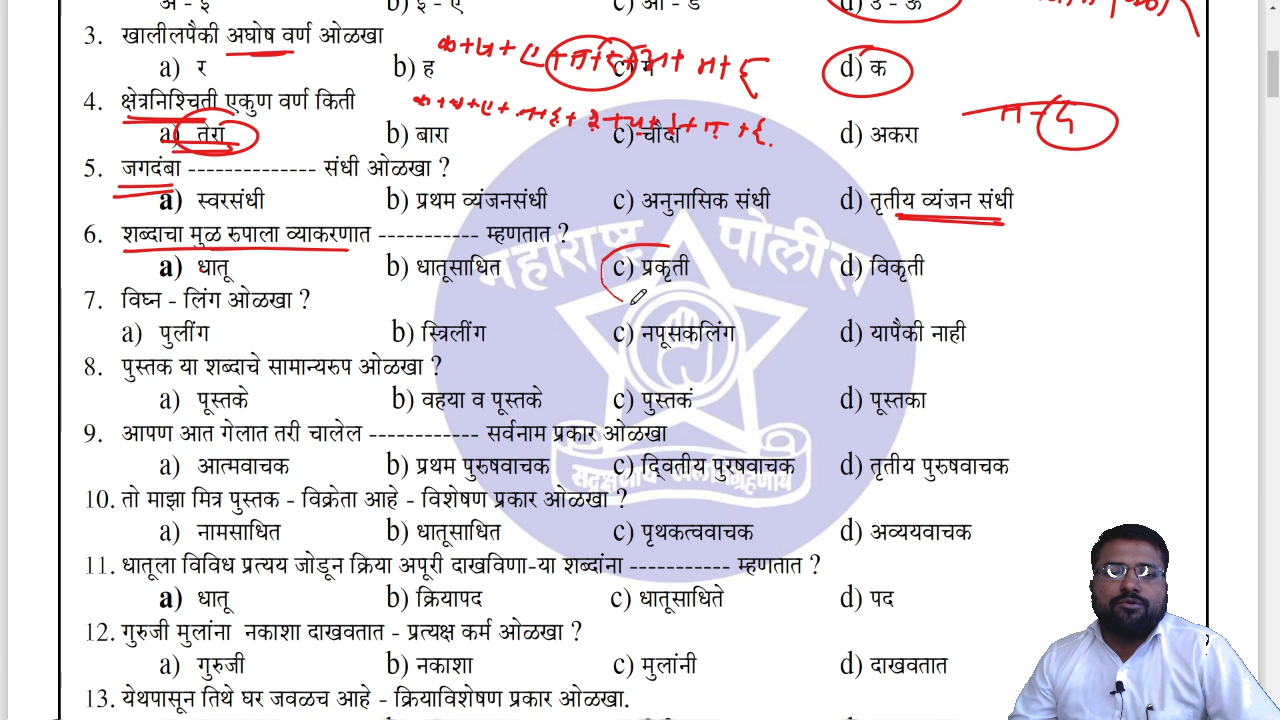 अ - इ b) इ - ए c) ओ - ड d) उ - ऊ
3. खालीलपैकी अघोष वर्ण ओळखा
a) र b) ह c) d) क
4. क्षेत्रनिश्चिती एकुण वर्ण किती
a) तेरा b) बारा c) चौदा d) अकरा
5. जगदंबा -------------- संधी ओळखा ?
a) स्वरसंधी b) प्रथम व्यंजनसंधी c) अनुनासिक संधी d) तृतीय व्यंजन संधी
6. शब्दाचा मुळ रुपाला व्याकरणात ----------- म्हणतात ?
a) धातू b) धातूसाधित c) प्रकृती d) विकृती
7. विघ्न - लिंग ओळखा ?
a) पुलींग b) स्त्रिलींग c) नपूसकलिंग d) यापैकी नाही
8. पुस्तक या शब्दाचे सामान्यरुप ओळखा ?
a) पूस्तके b) वहया व पूस्तके c) पुस्तकं d) पूस्तका
9. आपण आत गेलात तरी चालेल ------------ सर्वनाम प्रकार ओळखा
a) आत्मवाचक b) प्रथम पुरुषवाचक c) दि्वतीय पुरषवाचक d) तृतीय पुरुषवाचक
10. तो माझा मित्र पुस्तक - विक्रेता आहे - विशेषण प्रकार ओळखा ?
a) नामसाधित b) धातूसाधित c) पृथकत्ववाचक d) अव्ययवाचक
11. धातूला विविध प्रत्यय जोडून क्रिया अपूरी दाखविणा-या शब्दांना ----------- म्हणतात ?
a) धातू b) क्रियापद c) धातूसाधिते d) पद
12. गुरुजी मुलांना नकाशा दाखवतात - प्रत्यक्ष कर्म ओळखा ?
a) गुरुजी b) नकाशा c) मुलांनी d) दाखवतात
13. येथपासून तिथे घर जवळच आहे - क्रियाविशेषण प्रकार ओळखा.
महाराष्ट्र पोलीस